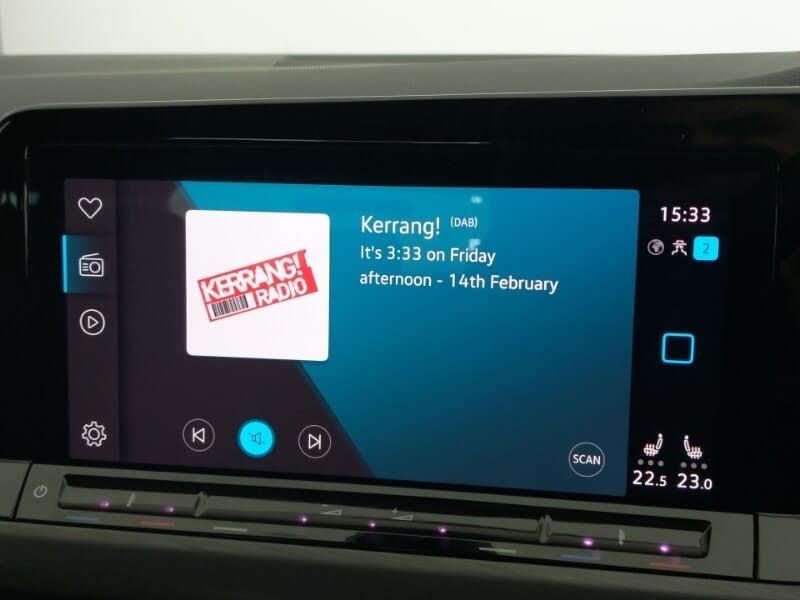 Kerrang! (DAB)
It's 3:33 on Friday
afternoon - 14th February
KERRANG!
RADIO
15:33
2
SCAN
22.5 23.0